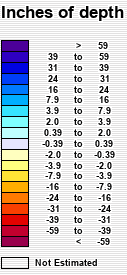 Inches of depth
> 59
39 to 59
31 to 39
24 to 31
16 to 24
7.9 to 16
3.9 to 7.9
2.0 to 3.9
0.39 to 2.0
-0.39 to 0.39
-2.0 to -0.39
-3.9 to -2.0
-7.9 to -3.9
-16 to -7.9
-24 to -16
-31 to -24
-39 to -31
-59 to -39
< -59
Not Estimated